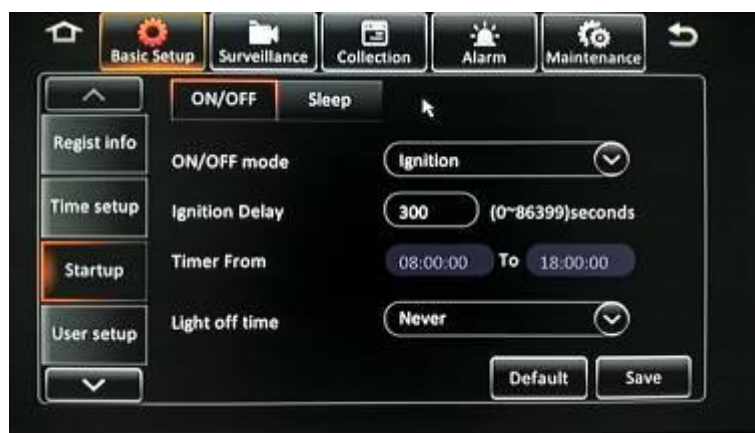 Basic Setup Surveillance Collection Alarm Maintenance
ON/OFF Sleep
Regist info
ON/OFF mode Ignition
Time setup Ignition Delay 300 (0~86399)seconds
Startup Timer From 08:00:00 To 18:00:00
User setup Light off time Never
Default Save